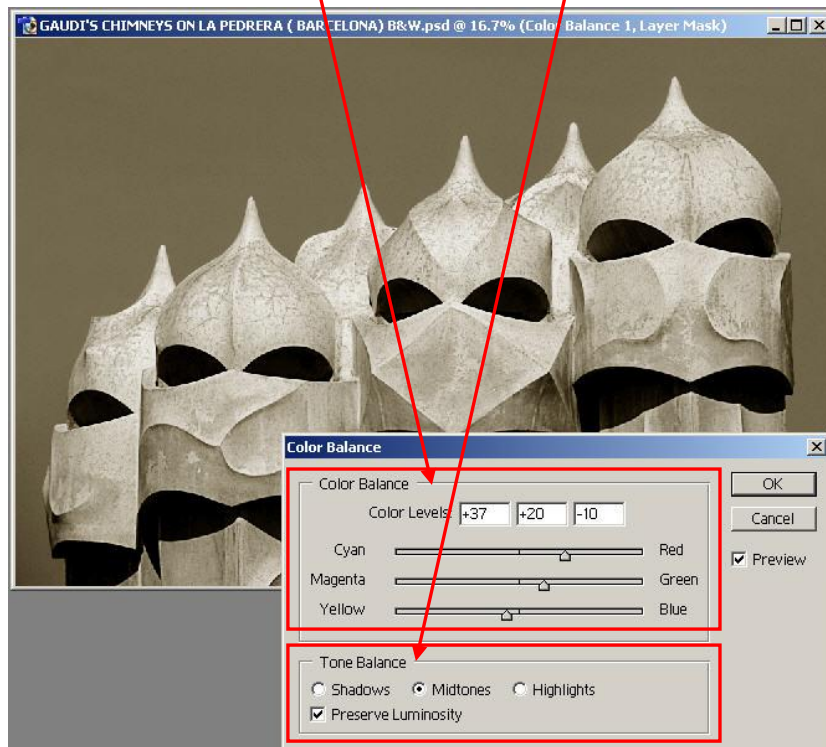 GAUDI'S CHIMNEYS ON LA PEDRERA ( BARCELONA) B&W.psd @ 16.7% (Color Balance 1, Layer Mask)
Color Balance
Color Balance
Color Levels: +37 +20 -10
Cyan Red
Magenta Green
Yellow Blue
OK
Cancel
Preview
Tone Balance
Shadows Midtones Highlights
Preserve Luminosity